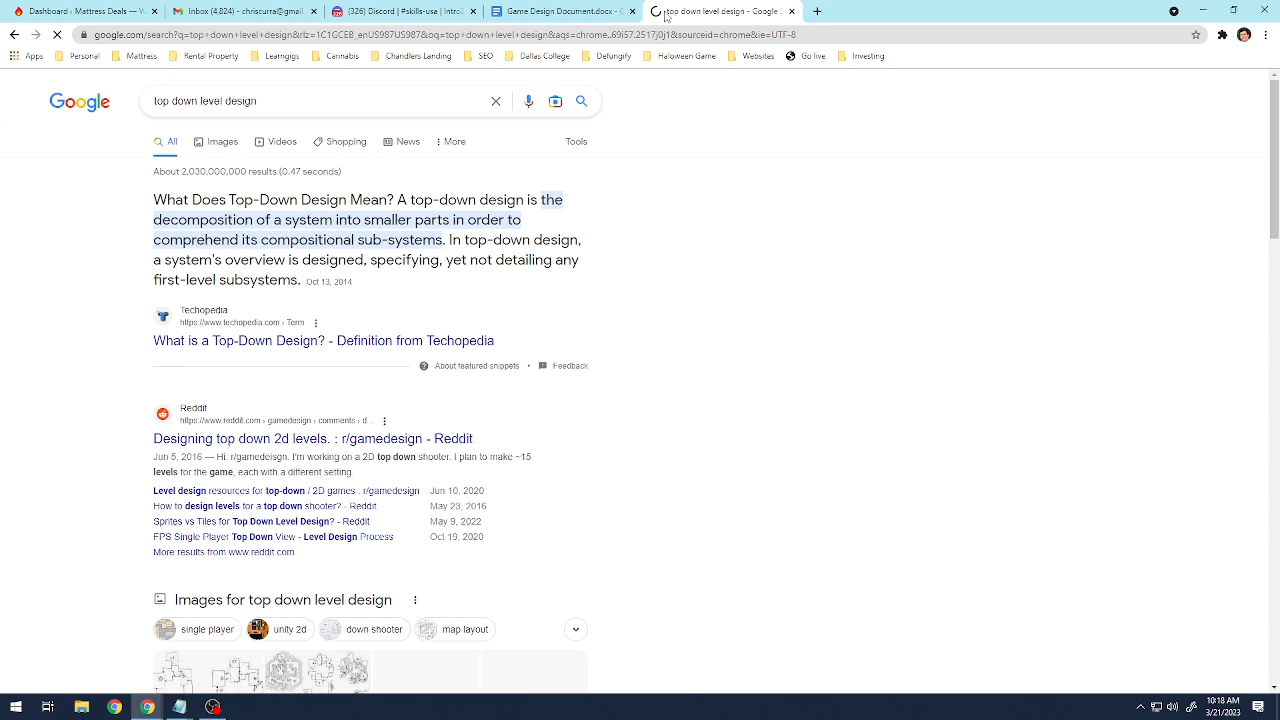 Dashboard ‹ Mattress Deals — W
Inbox (4,824) - chriscurra@gmail.
(326) Discord | #skills-usa | Intro2
Game Design Document.docx - G
top down level design - Google S
google.com/search?q=top+down+level+design&rlz=1C1GCEB_enUS987US987&oq=top+down+level+design&aqs=chrome..69i57.2517j0j1&sourceid=chrome&ie=UTF-8
Apps Personal Mattress Rental Property Learngigs Cannabis Chandlers Landing SEO Dallas College Defungify Haloween Game Websites Go live Investing
Google
top down level design
All Images Videos Shopping News More Tools
About 2,030,000,000 results (0.47 seconds)
What Does Top-Down Design Mean? A top-down design is the
decomposition of a system into smaller parts in order to
comprehend its compositional sub-systems. In top-down design,
a system's overview is designed, specifying, yet not detailing any
first-level subsystems. Oct 13, 2014
Techopedia
https://www.techopedia.com › Term
What is a Top-Down Design? - Definition from Techopedia
About featured snippets • Feedback
Reddit
https://www.reddit.com › gamedesign › comments › d...
Designing top down 2d levels. : r/gamedesign - Reddit
Jun 5, 2016 — Hi, r/gamedeisgn. I'm working on a 2D top down shooter. I plan to make ~15
levels for the game, each with a different setting.
Level design resources for top-down / 2D games : r/gamedesign Jun 10, 2020
How to design levels for a top down shooter? - Reddit May 23, 2016
Sprites vs Tiles for Top Down Level Design? - Reddit May 9, 2022
FPS Single Player Top Down View - Level Design Process Oct 19, 2020
More results from www.reddit.com
Images for top down level design
single player unity 2d down shooter map layout
10:18 AM
3/21/2023